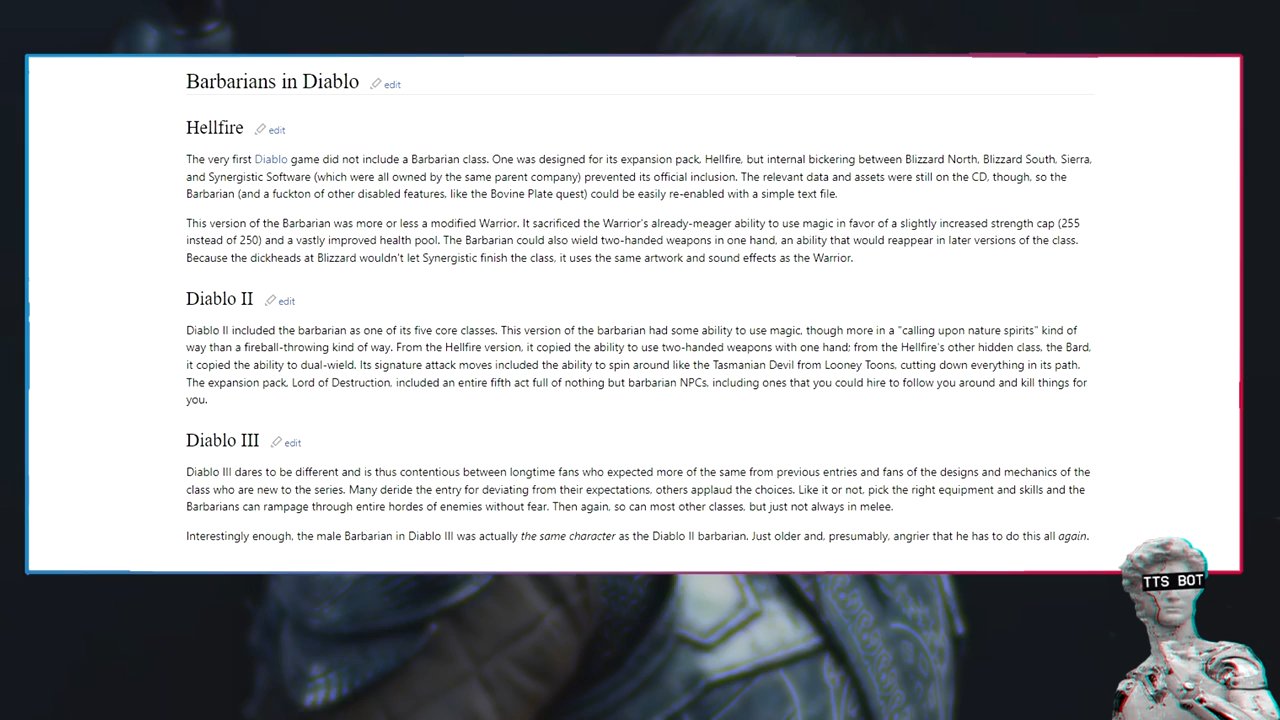 Barbarians in Diablo edit
Hellfire edit
The very first Diablo game did not include a Barbarian class. One was designed for its expansion pack, Hellfire, but internal bickering between Blizzard North, Blizzard South, Sierra,
and Synergistic Software (which were all owned by the same parent company) prevented its official inclusion. The relevant data and assets were still on the CD, though, so the
Barbarian (and a fuckton of other disabled features, like the Bovine Plate quest) could be easily re-enabled with a simple text file.
This version of the Barbarian was more or less a modified Warrior. It sacrificed the Warrior's already-meager ability to use magic in favor of a slightly increased strength cap (255
instead of 250) and a vastly improved health pool. The Barbarian could also wield two-handed weapons in one hand, an ability that would reappear in later versions of the class.
Because the dickheads at Blizzard wouldn't let Synergistic finish the class, it uses the same artwork and sound effects as the Warrior.
Diablo II edit
Diablo II included the barbarian as one of its five core classes. This version of the barbarian had some ability to use magic, though more in a "calling upon nature spirits" kind of
way than a fireball-throwing kind of way. From the Hellfire version, it copied the ability to use two-handed weapons with one hand; from the Hellfire's other hidden class, the Bard,
it copied the ability to dual-wield. Its signature attack moves included the ability to spin around like the Tasmanian Devil from Looney Toons, cutting down everything in its path.
The expansion pack, Lord of Destruction, included an entire fifth act full of nothing but barbarian NPCs, including ones that you could hire to follow you around and kill things for
you.
Diablo III edit
Diablo III dares to be different and is thus contentious between longtime fans who expected more of the same from previous entries and fans of the designs and mechanics of the
class who are new to the series. Many deride the entry for deviating from their expectations, others applaud the choices. Like it or not, pick the right equipment and skills and the
Barbarians can rampage through entire hordes of enemies without fear. Then again, so can most other classes, but just not always in melee.
Interestingly enough, the male Barbarian in Diablo III was actually the same character as the Diablo II barbarian. Just older and, presumably, angrier that he has to do this all again.
TTS BOT